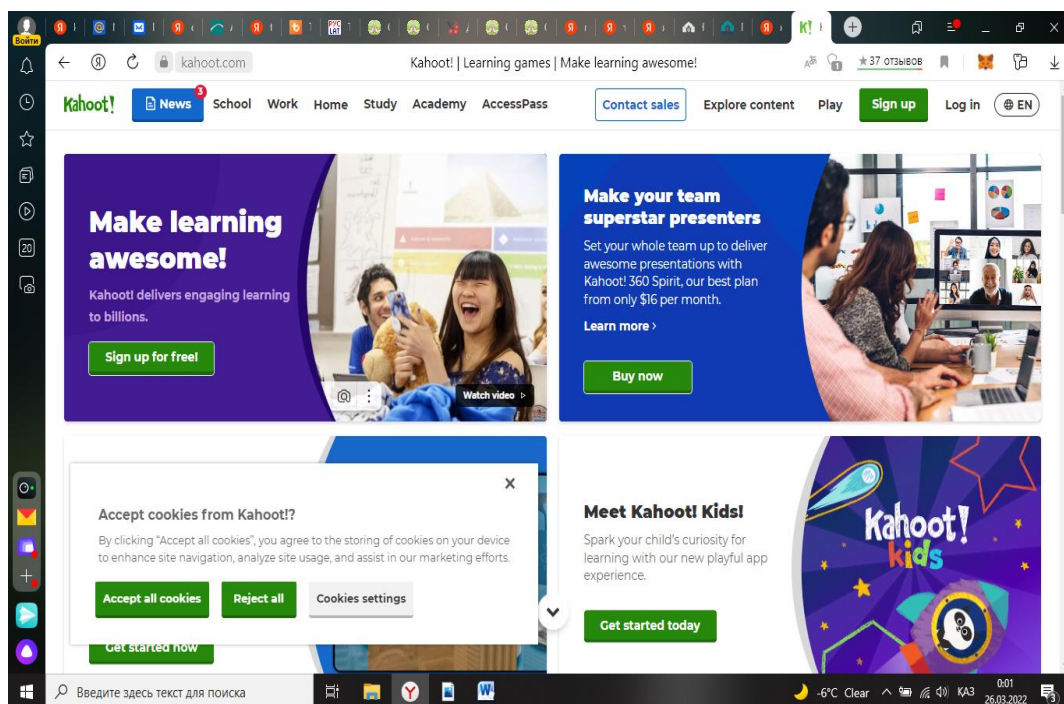 Войти
kahoot.com
Kahoot! | Learning games | Make learning awesome!
★ 37 отзывов
Kahoot!
News 3
School
Work
Home
Study
Academy
AccessPass
Contact sales
Explore content
Play
Sign up
Log in
EN
20
Make learning
awesome!
Kahoot! delivers engaging learning
to billions.
Sign up for free!
Watch video
Make your team
superstar presenters
Set your whole team up to deliver
awesome presentations with
Kahoot! 360 Spirit, our best plan
from only $16 per month.
Learn more ›
Buy now
Accept cookies from Kahoot!?
By clicking “Accept all cookies”, you agree to the storing of cookies on your device
to enhance site navigation, analyze site usage, and assist in our marketing efforts.
Accept all cookies
Reject all
Cookies settings
Get started now
Meet Kahoot! Kids!
Spark your child's curiosity for
learning with our new playful app
experience.
Get started today
Kahoot!
kids
Введите здесь текст для поиска
-6°C Clear
ҚАЗ
0:01
26.03.2022
3